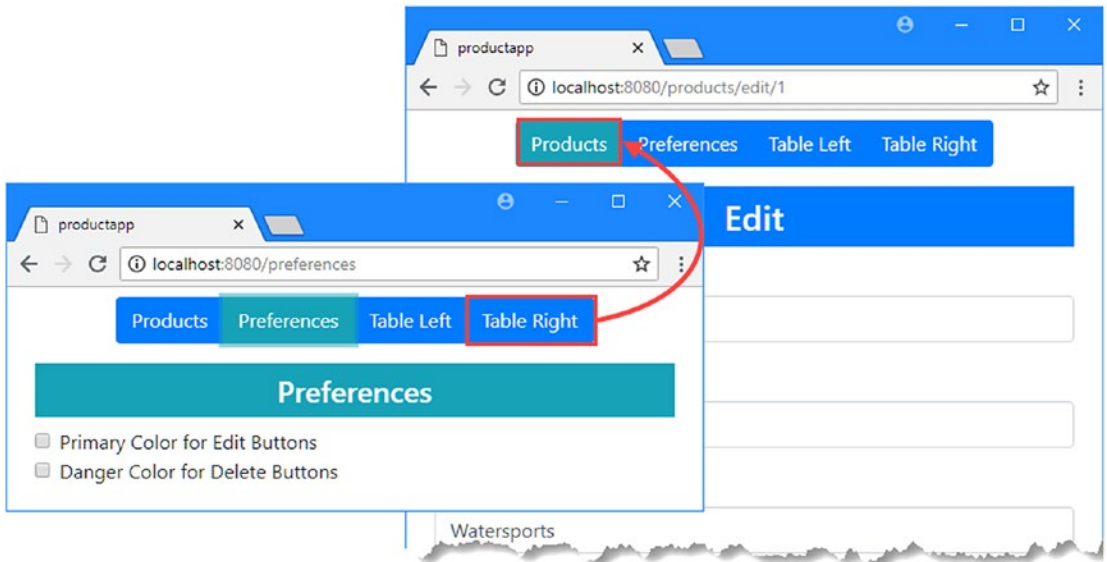 productapp
localhost:8080/products/edit/1
Products Preferences Table Left Table Right
Edit
Watersports
productapp
localhost:8080/preferences
Products Preferences Table Left Table Right
Preferences
Primary Color for Edit Buttons
Danger Color for Delete Buttons